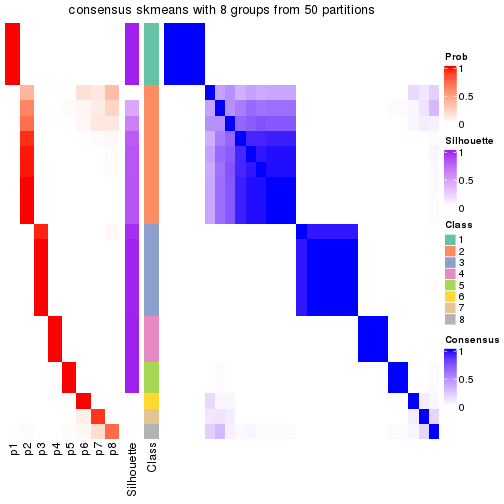 consensus skmeans with 8 groups from 50 partitions
Prob
1
0.5
0
Silhouette
1
0.5
0
Class
1
2
3
4
5
6
7
8
Consensus
1
0.5
0
p1
p2
p3
p4
p5
p6
p7
p8
Silhouette
Class